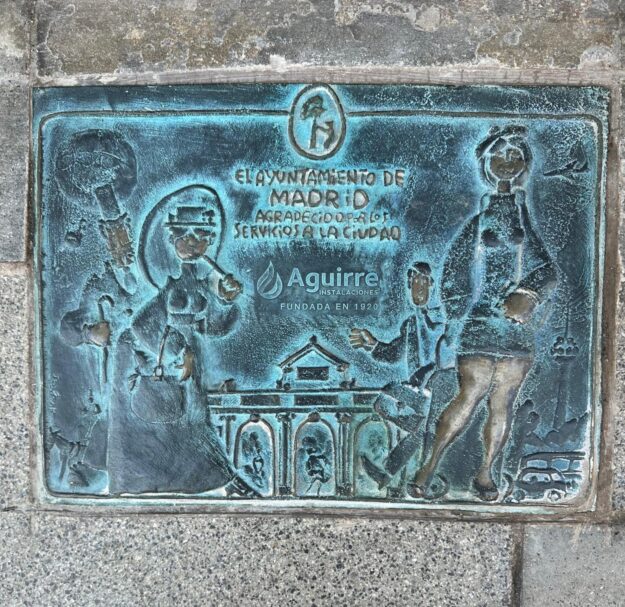 EL AYUNTAMIENTO DE
MADRID
AGRADECIDO A LOS
SERVICIOS A LA CIUDAD
Aguirre
INSTALACIONES
FUNDADA EN 1920